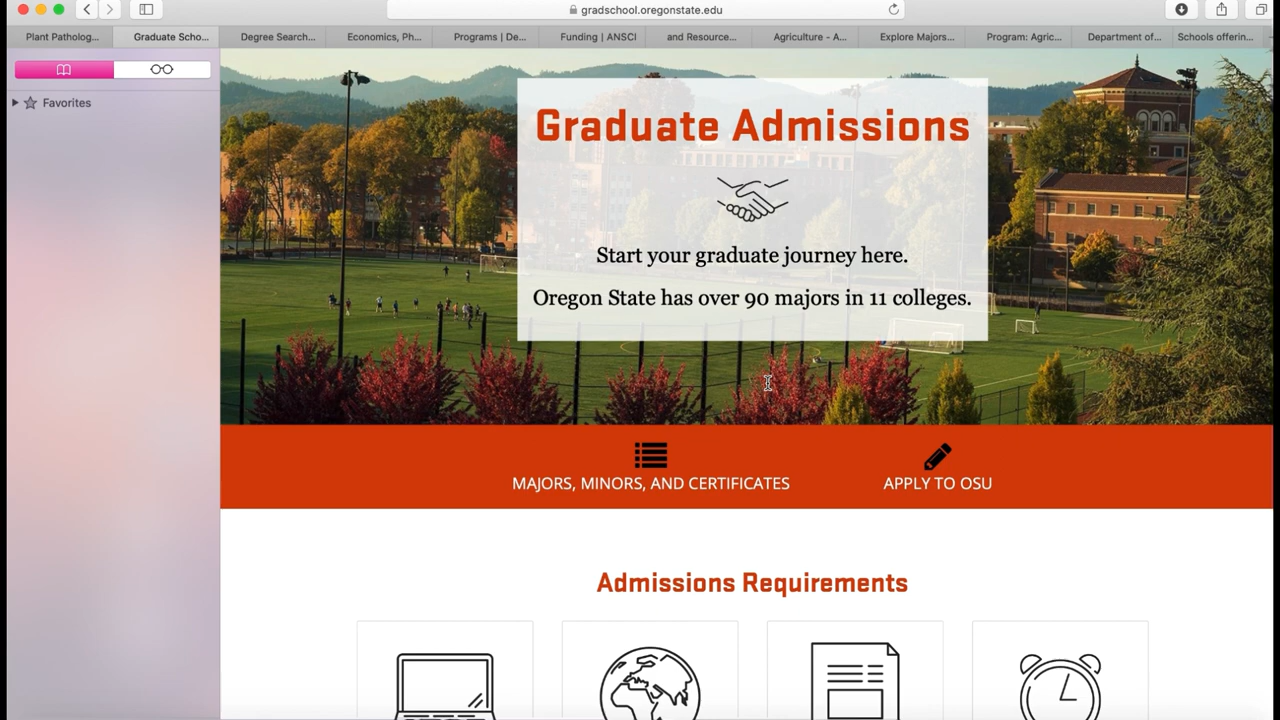 gradschool.oregonstate.edu
Plant Patholog...
Graduate Scho...
Degree Search...
Economics, Ph...
Programs | De...
Funding | ANSCI
and Resource...
Agriculture - A...
Explore Majors...
Program: Agric...
Department of...
Schools offerin...
Favorites
Graduate Admissions
Start your graduate journey here.
Oregon State has over 90 majors in 11 colleges.
MAJORS, MINORS, AND CERTIFICATES
APPLY TO OSU
Admissions Requirements